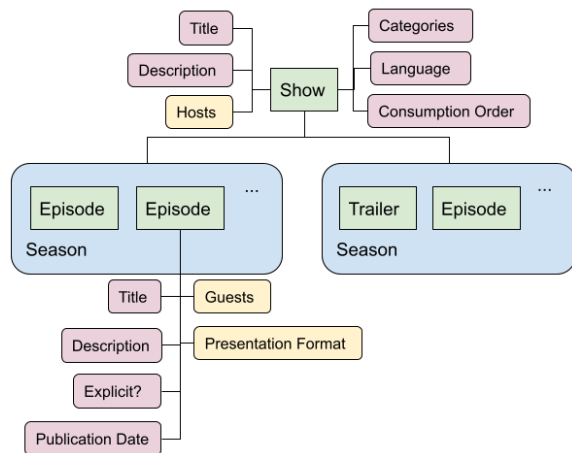 Title
Categories
Description
Language
Show
Hosts
Consumption Order
Episode
Episode
...
Season
Trailer
Episode
...
Season
Title
Guests
Description
Presentation Format
Explicit?
Publication Date